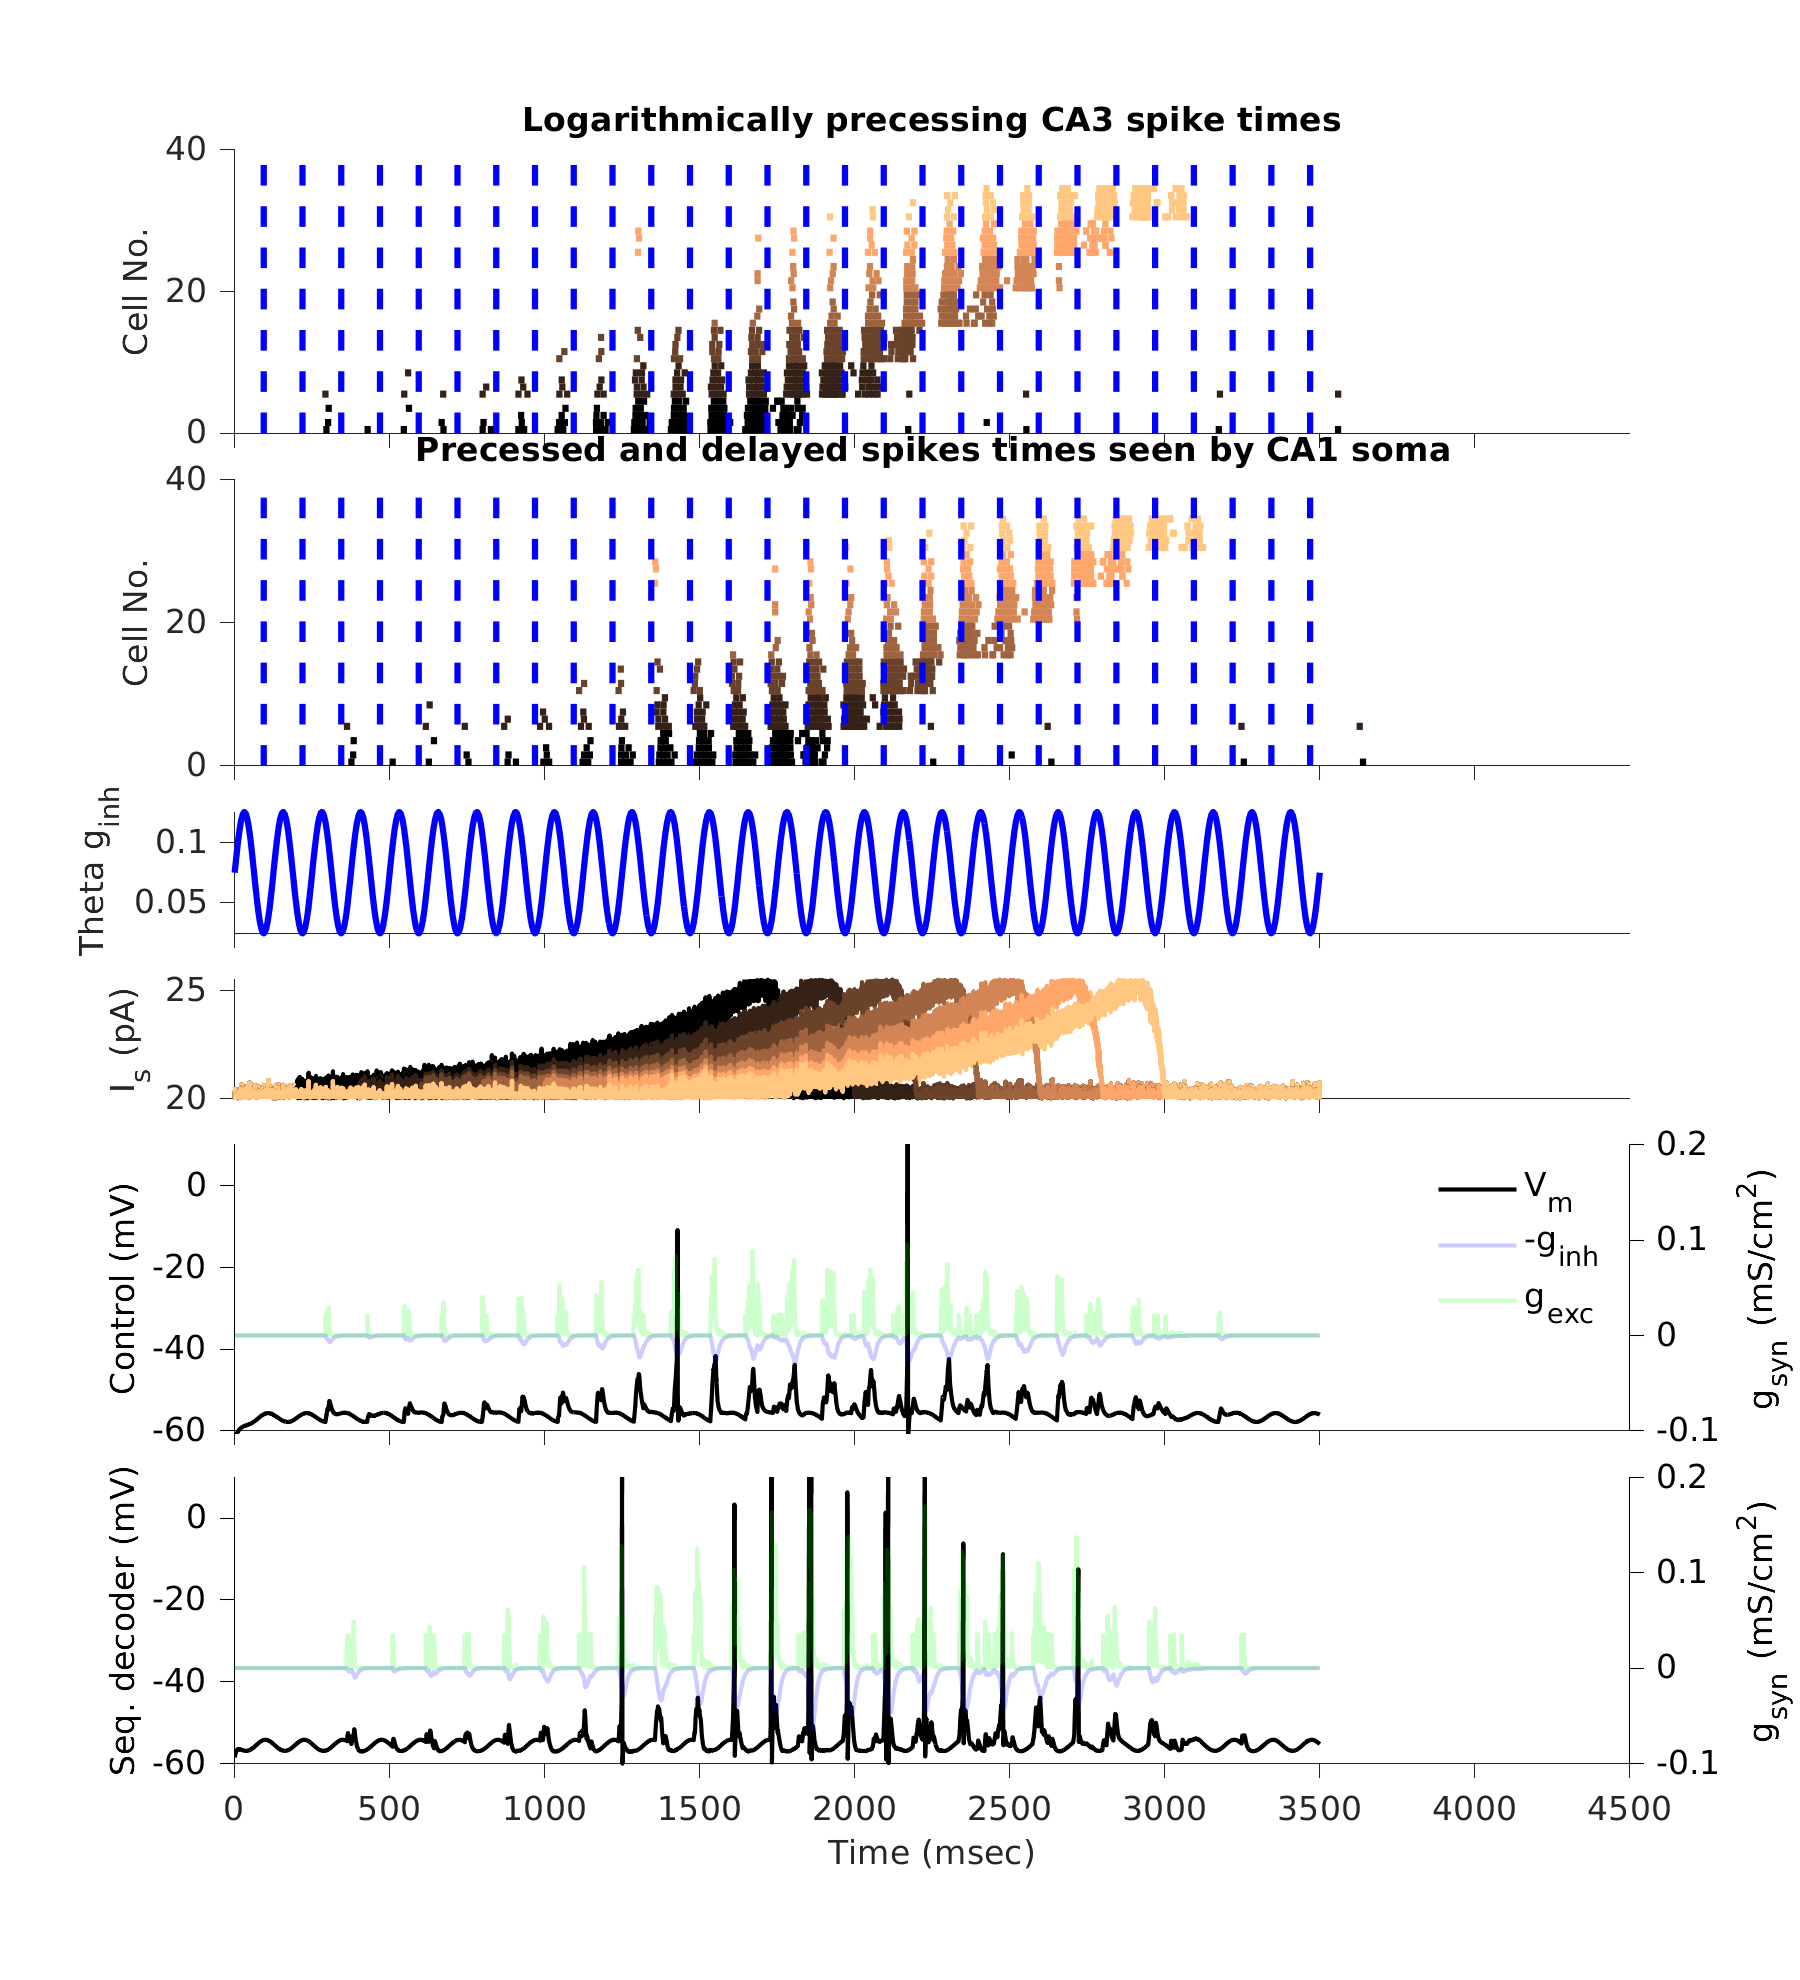 Logarithmically precessing CA3 spike times
40
20
0
Cell No.
Precessed and delayed spikes times seen by CA1 soma
40
20
0
Cell No.
0.1
0.05
Theta g_inh
25
20
I_s (pA)
0
-20
-40
-60
Control (mV)
V_m
-g_inh
g_exc
0.2
0.1
0
-0.1
g_syn (mS/cm²)
0
-20
-40
-60
Seq. decoder (mV)
0.2
0.1
0
-0.1
g_syn (mS/cm²)
0 500 1000 1500 2000 2500 3000 3500 4000 4500
Time (msec)